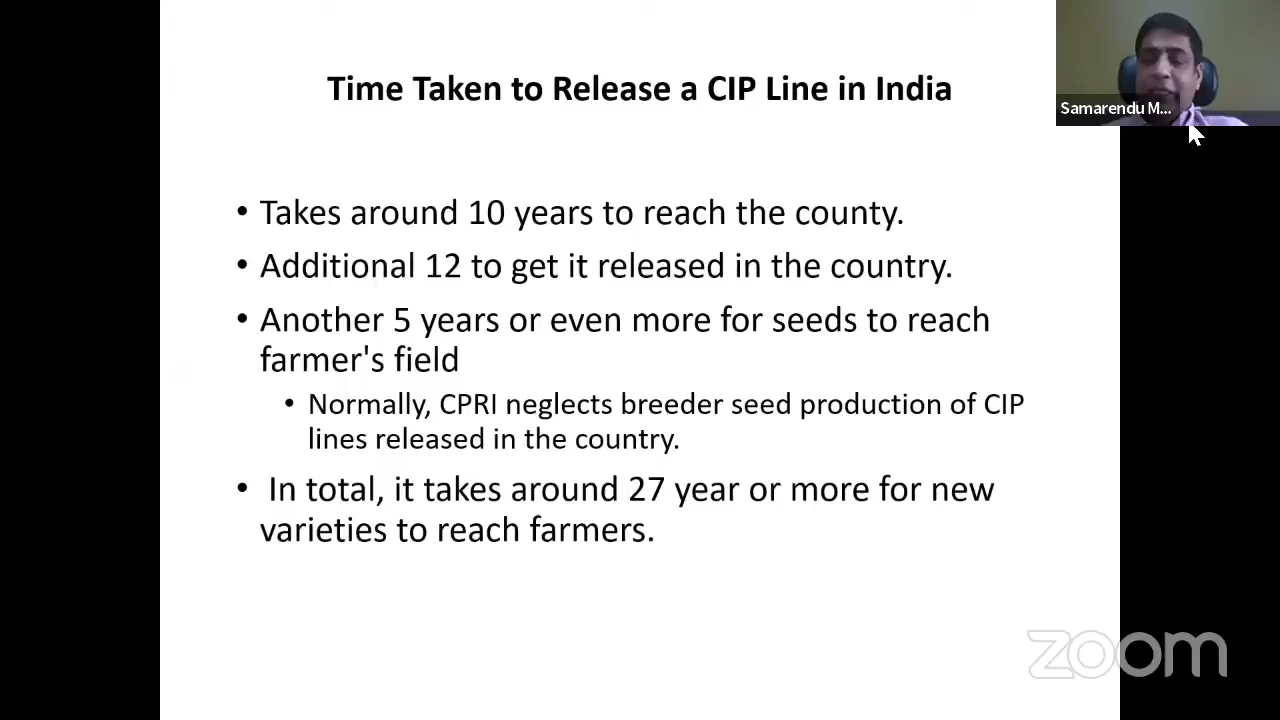 Time Taken to Release a CIP Line in India
Samarendu M...
• Takes around 10 years to reach the county.
• Additional 12 to get it released in the country.
• Another 5 years or even more for seeds to reach
farmer's field
• Normally, CPRI neglects breeder seed production of CIP
lines released in the country.
• In total, it takes around 27 year or more for new
varieties to reach farmers.
zoom